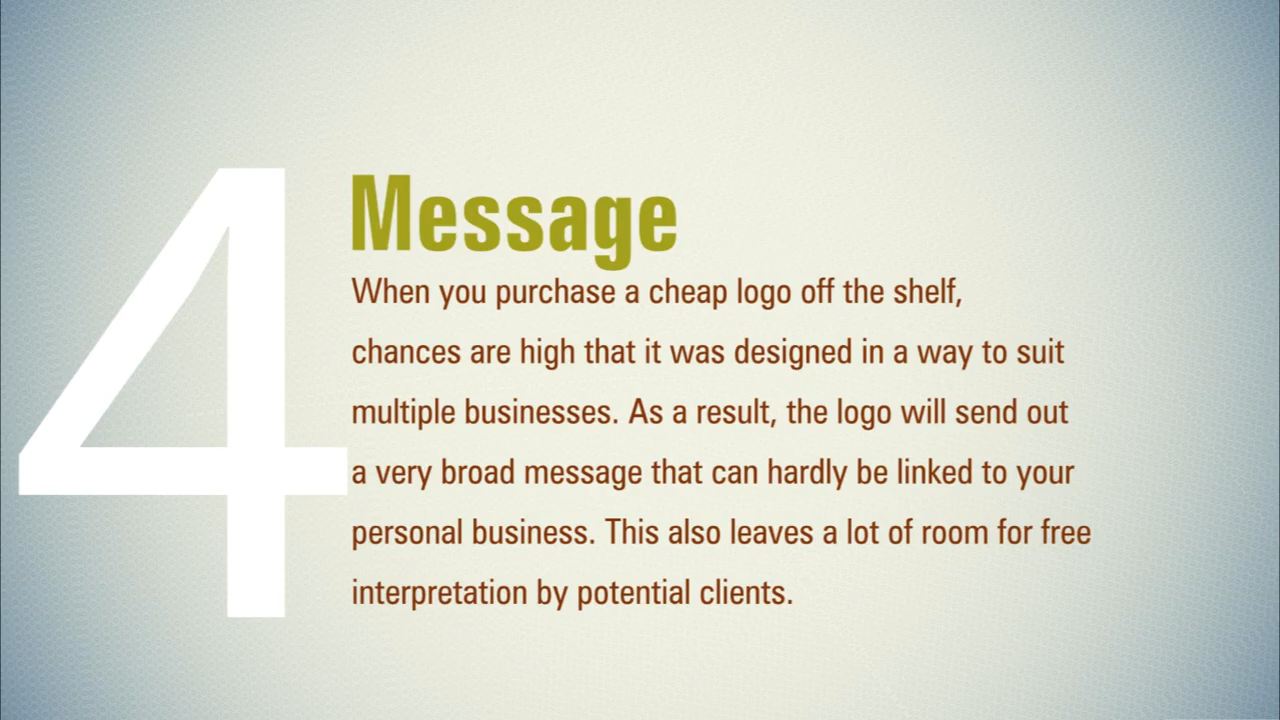 4
Message
When you purchase a cheap logo off the shelf,
chances are high that it was designed in a way to suit
multiple businesses. As a result, the logo will send out
a very broad message that can hardly be linked to your
personal business. This also leaves a lot of room for free
interpretation by potential clients.